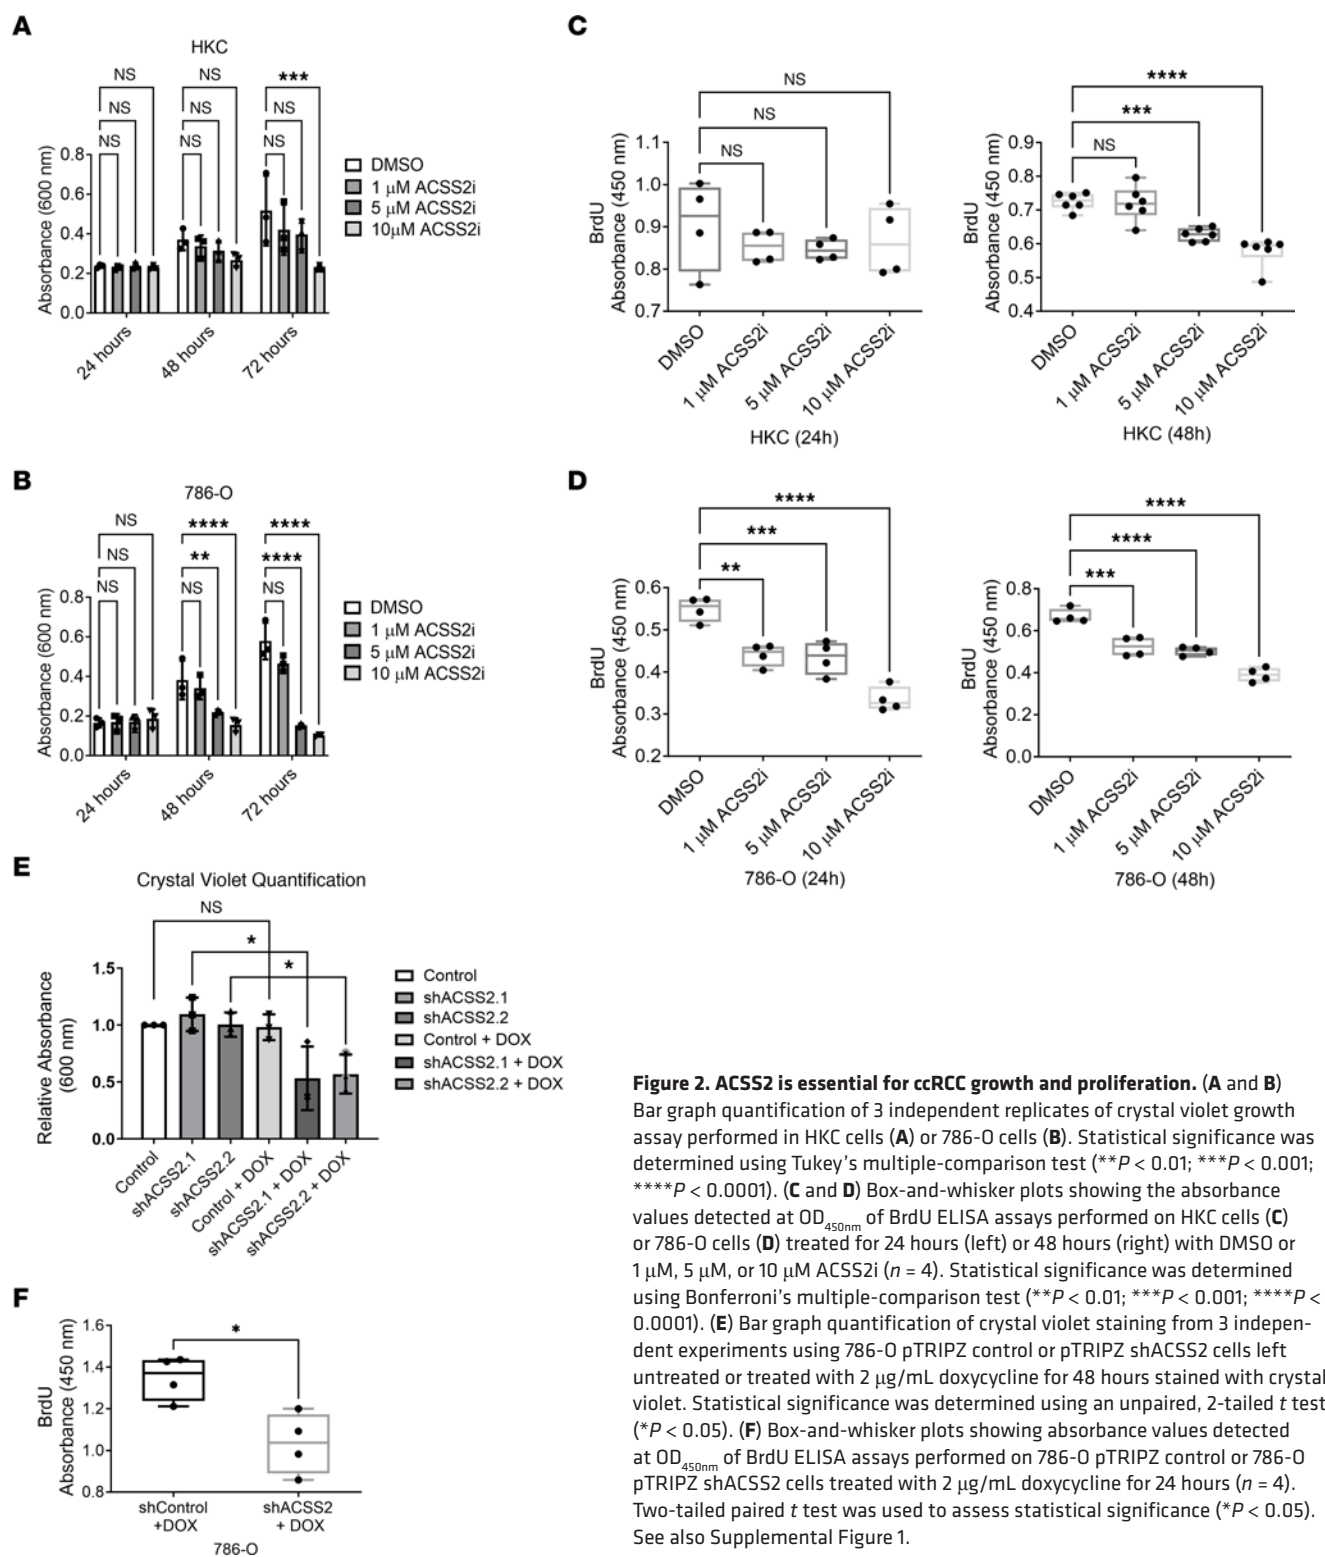 A
HKC
NS
NS
***
NS
NS
NS
NS
NS
NS
Absorbance (600 nm)
0.8
0.6
0.4
0.2
0.0
24 hours
48 hours
72 hours
DMSO
1 μM ACSS2i
5 μM ACSS2i
10μM ACSS2i
C
NS
NS
NS
BrdU
Absorbance (450 nm)
1.1
1.0
0.9
0.8
0.7
DMSO
1 μM ACSS2i
5 μM ACSS2i
10 μM ACSS2i
HKC (24h)
****
***
NS
BrdU
Absorbance (450 nm)
0.9
0.8
0.7
0.6
0.5
0.4
DMSO
1 μM ACSS2i
5 μM ACSS2i
10 μM ACSS2i
HKC (48h)
B
786-O
NS
****
****
NS
**
****
NS
NS
NS
Absorbance (600 nm)
0.8
0.6
0.4
0.2
0.0
24 hours
48 hours
72 hours
DMSO
1 μM ACSS2i
5 μM ACSS2i
10 μM ACSS2i
D
****
***
**
BrdU
Absorbance (450 nm)
0.6
0.5
0.4
0.3
0.2
DMSO
1 μM ACSS2i
5 μM ACSS2i
10 μM ACSS2i
786-O (24h)
****
****
***
BrdU
Absorbance (450 nm)
0.8
0.6
0.4
0.2
0.0
DMSO
1 μM ACSS2i
5 μM ACSS2i
10 μM ACSS2i
786-O (48h)
E
Crystal Violet Quantification
NS
*
*
Relative Absorbance
(600 nm)
1.5
1.0
0.5
0.0
Control
shACSS2.1
shACSS2.2
Control + DOX
shACSS2.1 + DOX
shACSS2.2 + DOX
Control
shACSS2.1
shACSS2.2
Control + DOX
shACSS2.1 + DOX
shACSS2.2 + DOX
F
*
BrdU
Absorbance (450 nm)
1.6
1.4
1.2
1.0
0.8
shControl
+DOX
shACSS2
+ DOX
786-O
Figure 2. ACSS2 is essential for ccRCC growth and proliferation. (A and B)
Bar graph quantification of 3 independent replicates of crystal violet growth
assay performed in HKC cells (A) or 786-O cells (B). Statistical significance was
determined using Tukey's multiple-comparison test (**P < 0.01; ***P < 0.001;
****P < 0.0001). (C and D) Box-and-whisker plots showing the absorbance
values detected at OD450nm of BrdU ELISA assays performed on HKC cells (C)
or 786-O cells (D) treated for 24 hours (left) or 48 hours (right) with DMSO or
1 μM, 5 μM, or 10 μM ACSS2i (n = 4). Statistical significance was determined
using Bonferroni's multiple-comparison test (**P < 0.01; ***P < 0.001; ****P <
0.0001). (E) Bar graph quantification of crystal violet staining from 3 indepen-
dent experiments using 786-O pTRIPZ control or pTRIPZ shACSS2 cells left
untreated or treated with 2 μg/mL doxycycline for 48 hours stained with crystal
violet. Statistical significance was determined using an unpaired, 2-tailed t test
(*P < 0.05). (F) Box-and-whisker plots showing absorbance values detected
at OD450nm of BrdU ELISA assays performed on 786-O pTRIPZ control or 786-O
pTRIPZ shACSS2 cells treated with 2 μg/mL doxycycline for 24 hours (n = 4).
Two-tailed paired t test was used to assess statistical significance (*P < 0.05).
See also Supplemental Figure 1.